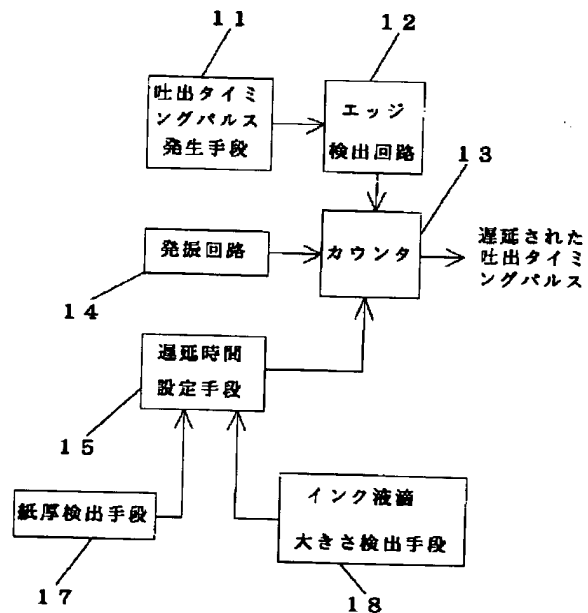 １１
吐出タイミ
ングパルス
発生手段
１２
エッジ
検出回路
１３
発振回路
１４
カウンタ
遅延された
吐出タイミ
ングパルス
遅延時間
設定手段
１５
紙厚検出手段
１７
インク液滴
大きさ検出手段
１８